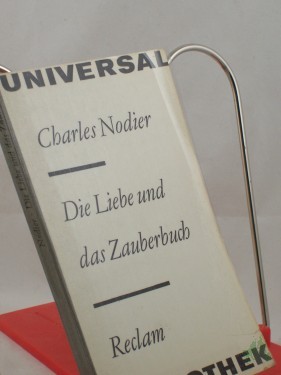 UNIVERSAL
Charles Nodier
Die Liebe und
das Zauberbuch
Reclam
OTHEK